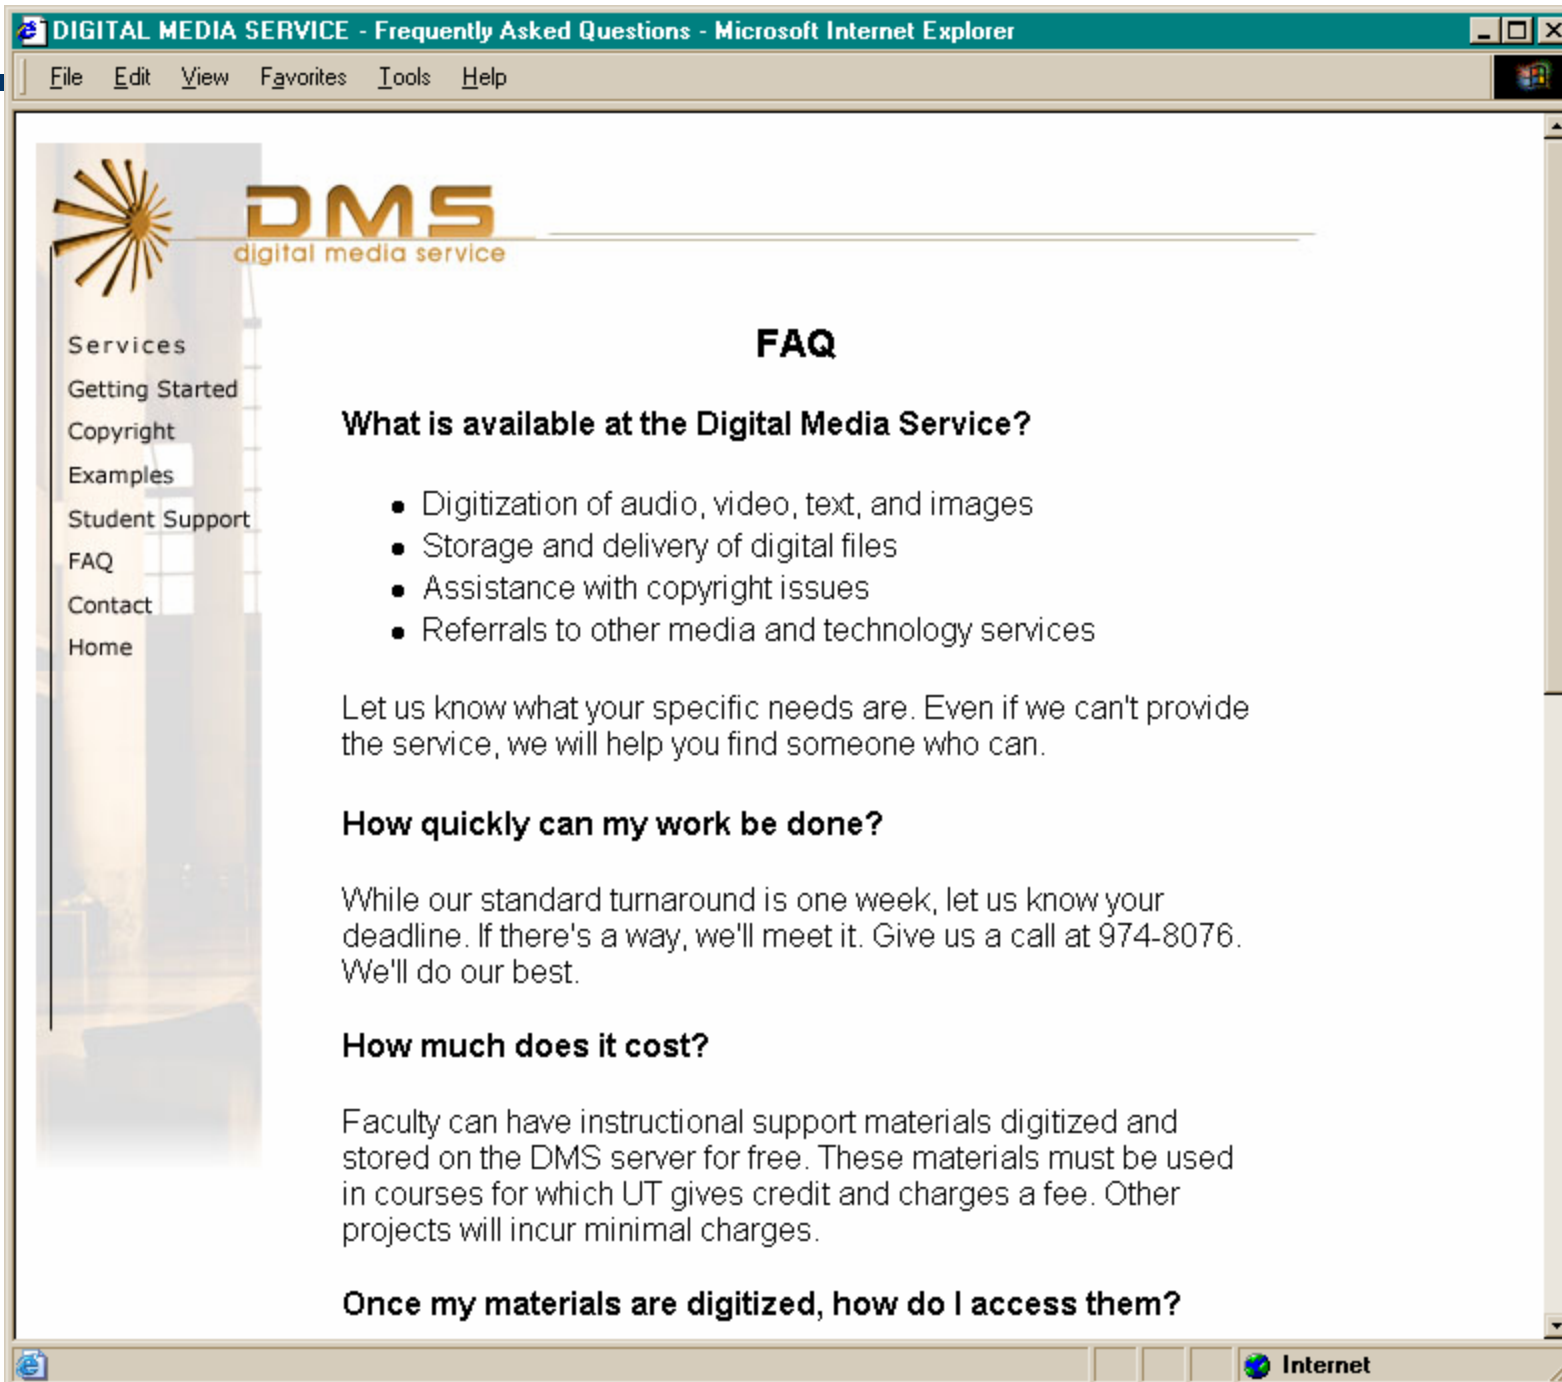 DIGITAL MEDIA SERVICE - Frequently Asked Questions - Microsoft Internet Explorer
File Edit View Favorites Tools Help
DMS
digital media service
Services
Getting Started
Copyright
Examples
Student Support
FAQ
Contact
Home
FAQ
What is available at the Digital Media Service?
• Digitization of audio, video, text, and images
• Storage and delivery of digital files
• Assistance with copyright issues
• Referrals to other media and technology services
Let us know what your specific needs are. Even if we can't provide
the service, we will help you find someone who can.
How quickly can my work be done?
While our standard turnaround is one week, let us know your
deadline. If there's a way, we'll meet it. Give us a call at 974-8076.
We'll do our best.
How much does it cost?
Faculty can have instructional support materials digitized and
stored on the DMS server for free. These materials must be used
in courses for which UT gives credit and charges a fee. Other
projects will incur minimal charges.
Once my materials are digitized, how do I access them?
Internet